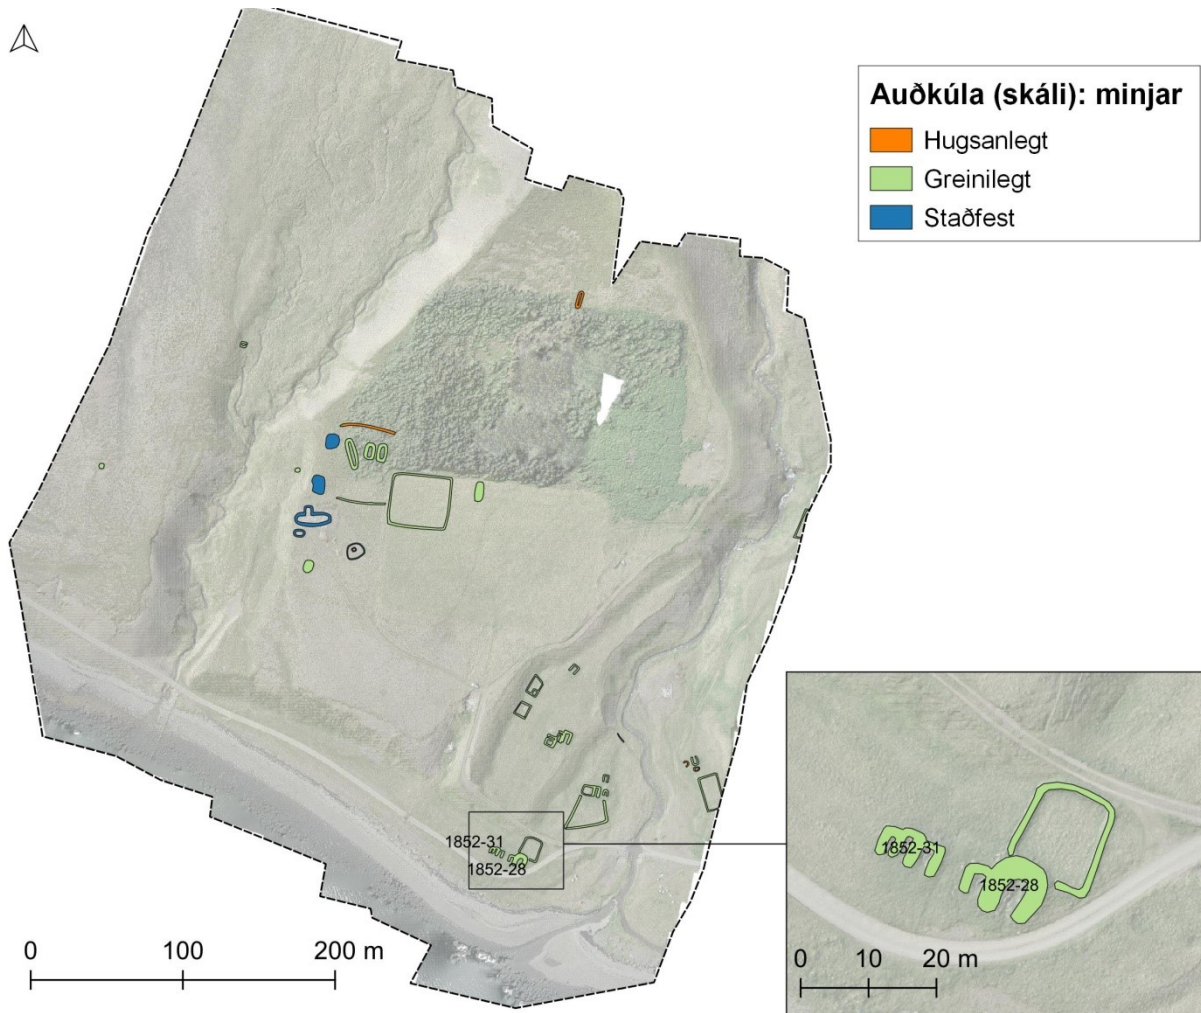 Auðkúla (skáli): minjar
Hugsanlegt
Greinilegt
Staðfest
1852-31
1852-28
1852-31
1852-28
0 100 200 m
0 10 20 m